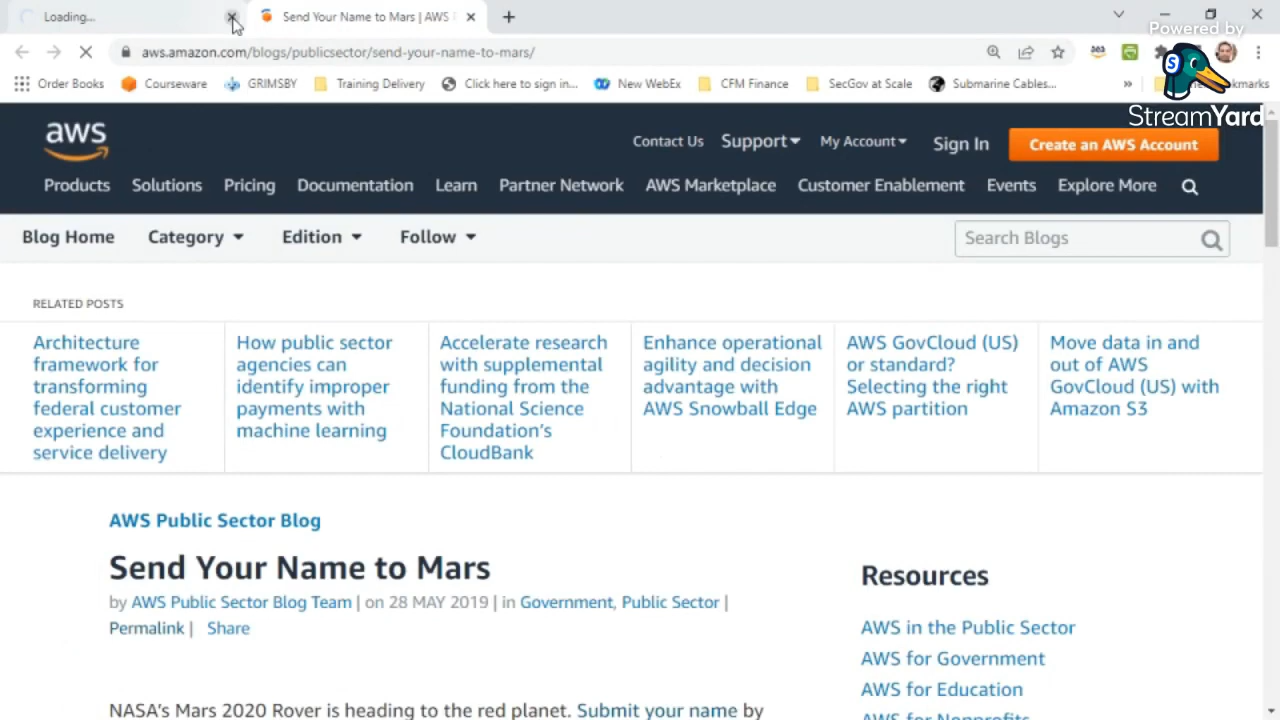 Loading...
Send Your Name to Mars | AWS
Powered by
aws.amazon.com/blogs/publicsector/send-your-name-to-mars/
aws
Order Books
Courseware
GRIMSBY
Training Delivery
Click here to sign in...
New WebEx
CFM Finance
SecGov at Scale
Submarine Cables...
»
kmarks
StreamYard
aws
Contact Us
Support
My Account
Sign In
Create an AWS Account
Products
Solutions
Pricing
Documentation
Learn
Partner Network
AWS Marketplace
Customer Enablement
Events
Explore More
Blog Home
Category
Edition
Follow
Search Blogs
RELATED POSTS
Architecture
framework for
transforming
federal customer
experience and
service delivery
How public sector
agencies can
identify improper
payments with
machine learning
Accelerate research
with supplemental
funding from the
National Science
Foundation's
CloudBank
Enhance operational
agility and decision
advantage with
AWS Snowball Edge
AWS GovCloud (US)
or standard?
Selecting the right
AWS partition
Move data in and
out of AWS
GovCloud (US) with
Amazon S3
AWS Public Sector Blog
Send Your Name to Mars
by AWS Public Sector Blog Team | on 28 MAY 2019 | in Government, Public Sector |
Permalink | Share
NASA's Mars 2020 Rover is heading to the red planet. Submit your name by
Resources
AWS in the Public Sector
AWS for Government
AWS for Education
AWS for Nonprofits